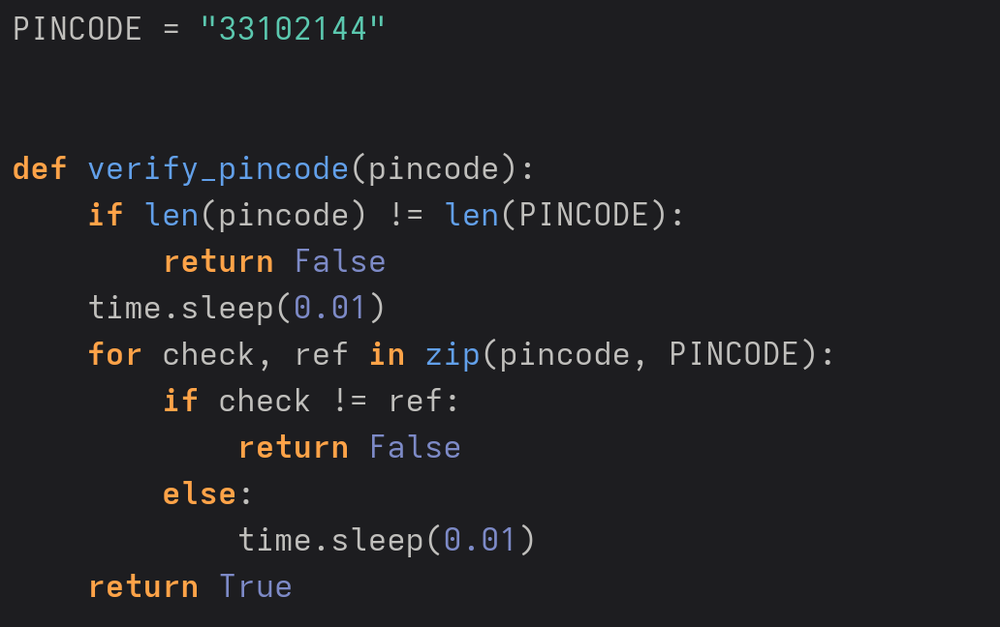 PINCODE = "33102144"
def verify_pincode(pincode):
    if len(pincode) != len(PINCODE):
        return False
    time.sleep(0.01)
    for check, ref in zip(pincode, PINCODE):
        if check != ref:
            return False
        else:
            time.sleep(0.01)
    return True